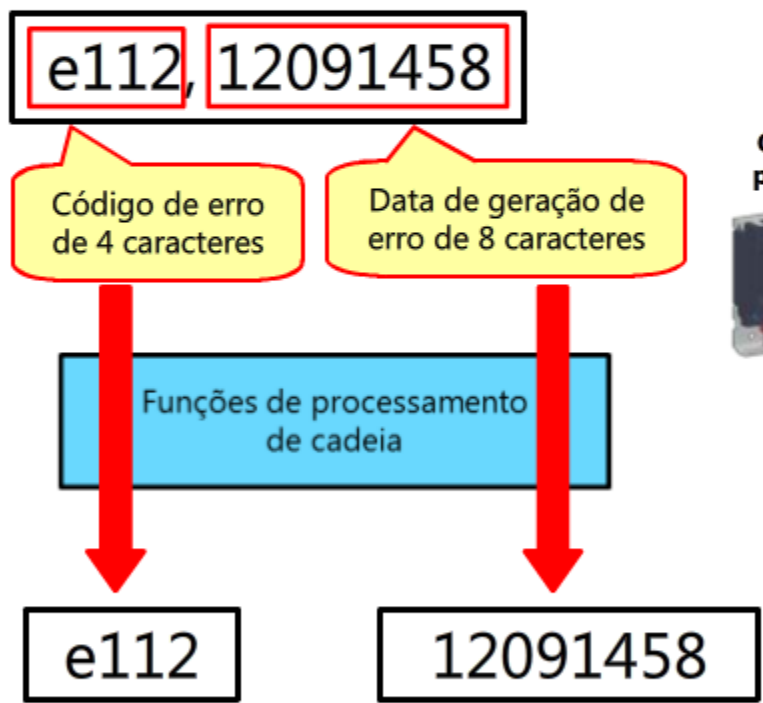 e112, 12091458
Código de erro
de 4 caracteres
Data de geração de
erro de 8 caracteres
Funções de processamento
de cadeia
e112
12091458